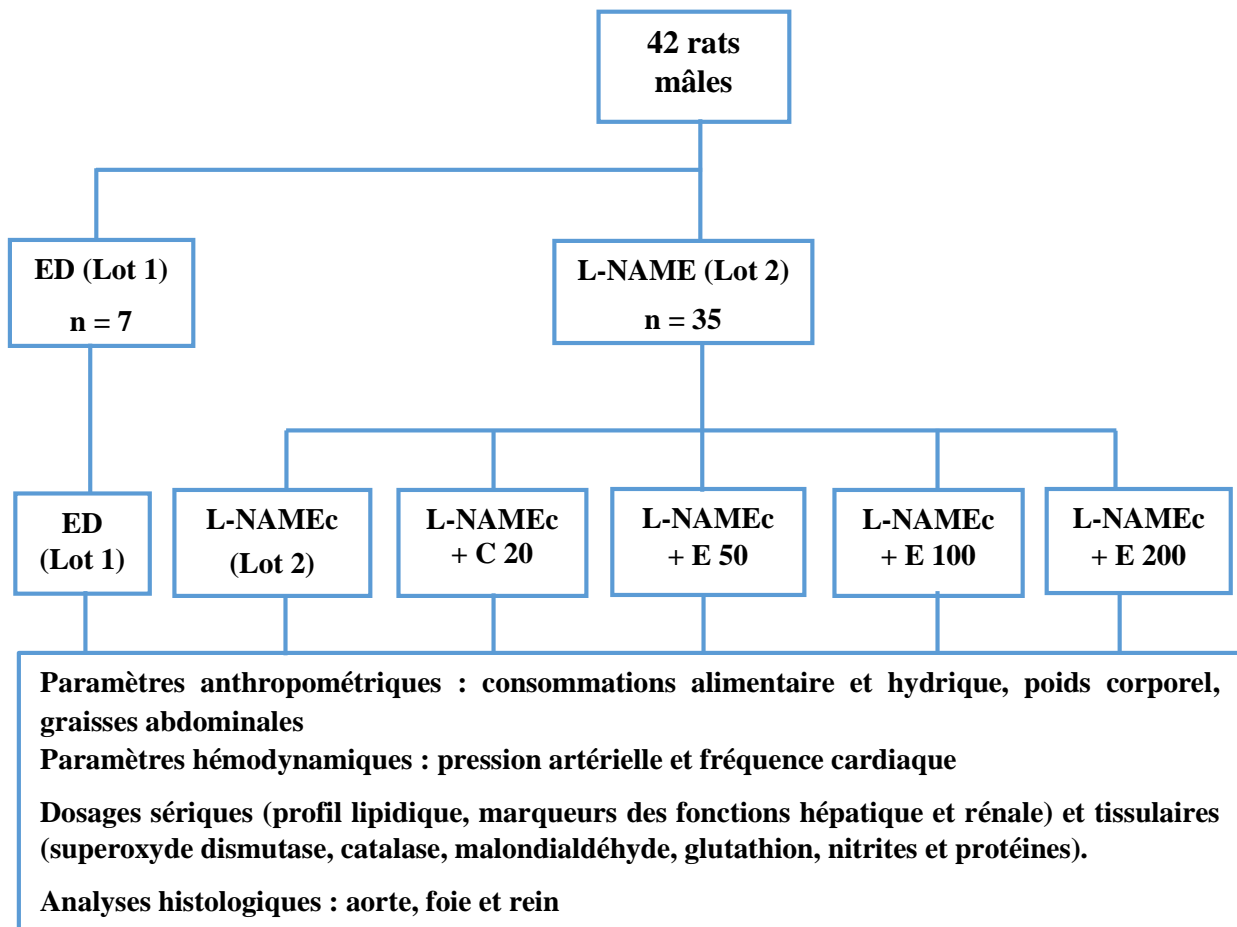 42 rats
mâles
ED (Lot 1)
n = 7
L-NAME (Lot 2)
n = 35
ED
(Lot 1)
L-NAMEc
(Lot 2)
L-NAMEc
+ C 20
L-NAMEc
+ E 50
L-NAMEc
+ E 100
L-NAMEc
+ E 200
Paramètres anthropométriques : consommations alimentaire et hydrique, poids corporel,
graisses abdominales
Paramètres hémodynamiques : pression artérielle et fréquence cardiaque
Dosages sériques (profil lipidique, marqueurs des fonctions hépatique et rénale) et tissulaires
(superoxyde dismutase, catalase, malondialdéhyde, glutathion, nitrites et protéines).
Analyses histologiques : aorte, foie et rein